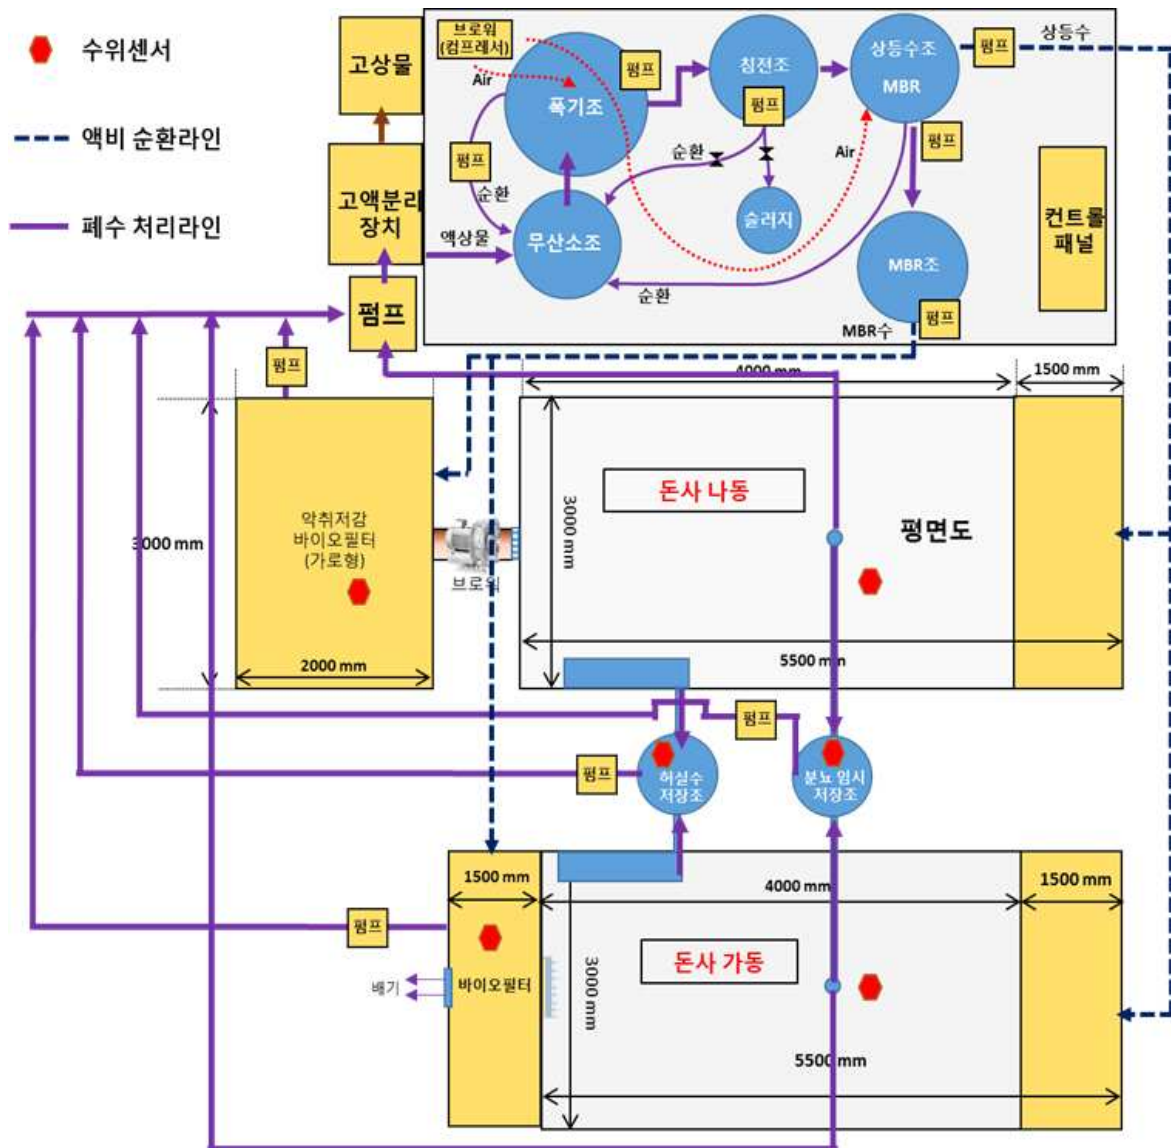 수위센서
액비 순환라인
폐수 처리라인
고상물
고액분리
장치
펌프
브로워
(컴프레서)
Air
폭기조
펌프
침전조
펌프
상등수조
MBR
펌프
상등수
펌프
순환
펌프
순환
Air
슬러지
액상물
무산소조
순환
MBR조
펌프
MBR수
컨트롤
패널
펌프
4000 mm
1500 mm
3000 mm
악취저감
바이오필터
(가로형)
2000 mm
브로워
3000 mm
돈사 나동
평면도
5500 mm
펌프
펌프
허실수
저장조
분뇨 임시
저장조
1500 mm
4000 mm
1500 mm
펌프
배기
바이오필터
3000 mm
돈사 가동
5500 mm